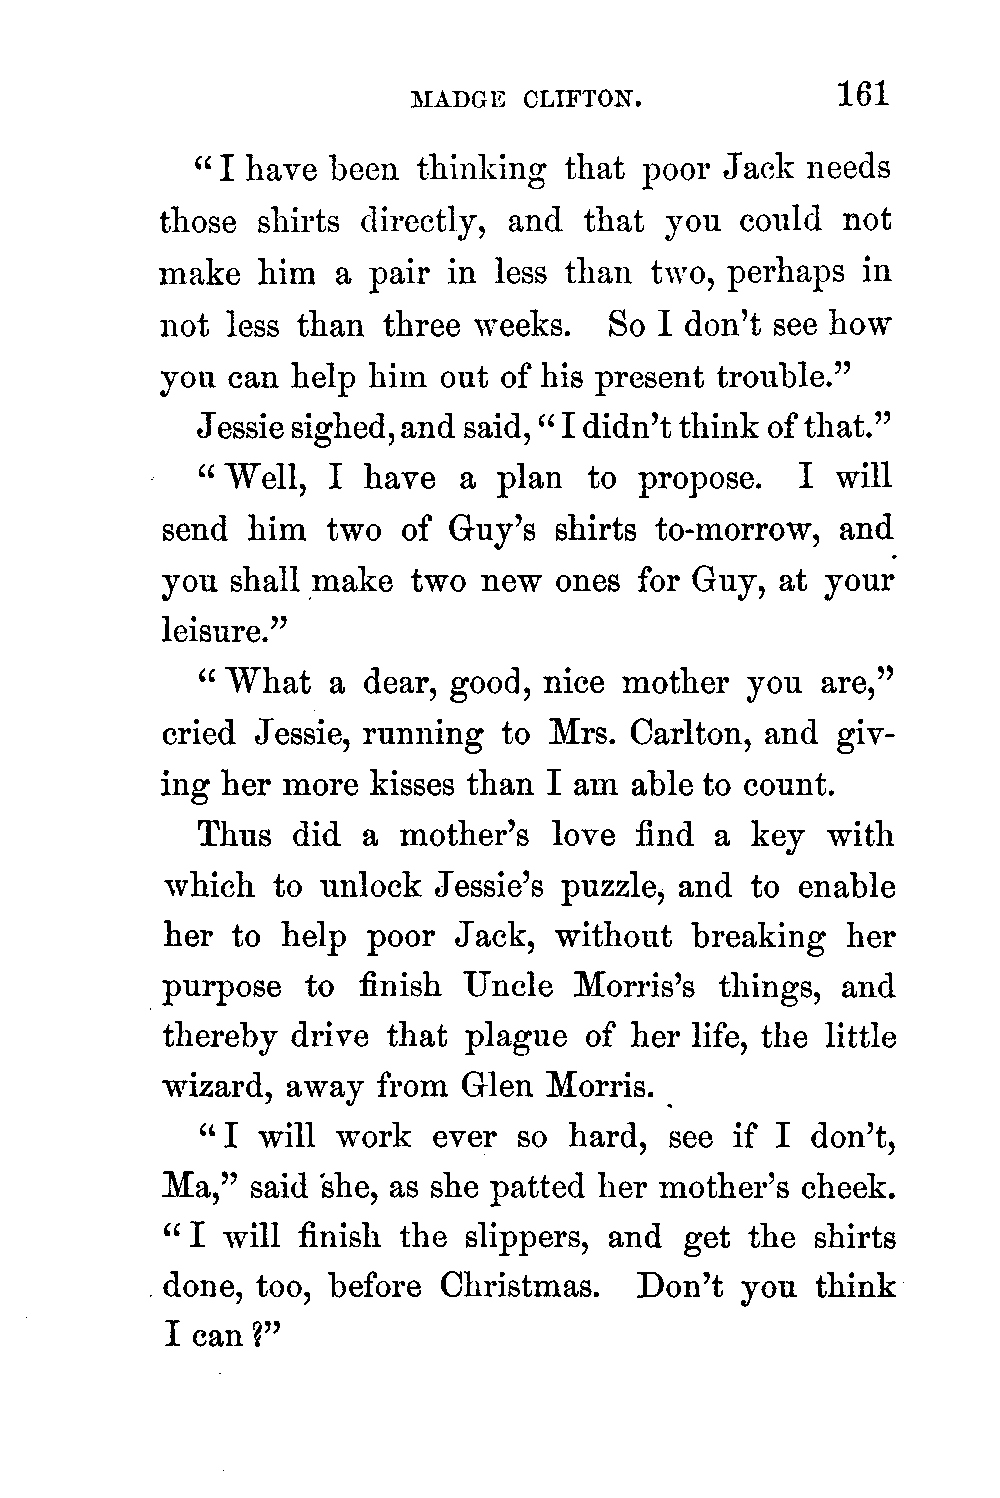 MADGE CLIFTON. 161
“I have been thinking that poor Jack needs
those shirts directly, and that you could not
make him a pair in less than two, perhaps in
not less than three weeks. So I don’t see how
you can help him out of his present trouble.”
Jessie sighed, and said, “I didn’t think of that.”
“Well, I have a plan to propose. I will
send him two of Guy’s shirts to-morrow, and
you shall make two new ones for Guy, at your
leisure.”
“What a dear, good, nice mother you are,”
cried Jessie, running to Mrs. Carlton, and giv-
ing her more kisses than I am able to count.
Thus did a mother’s love find a key with
which to unlock Jessie’s puzzle, and to enable
her to help poor Jack, without breaking her
purpose to finish Uncle Morris’s things, and
thereby drive that plague of her life, the little
wizard, away from Glen Morris.
“I will work ever so hard, see if I don’t,
Ma,” said she, as she patted her mother’s cheek.
“I will finish the slippers, and get the shirts
done, too, before Christmas. Don’t you think
I can?”